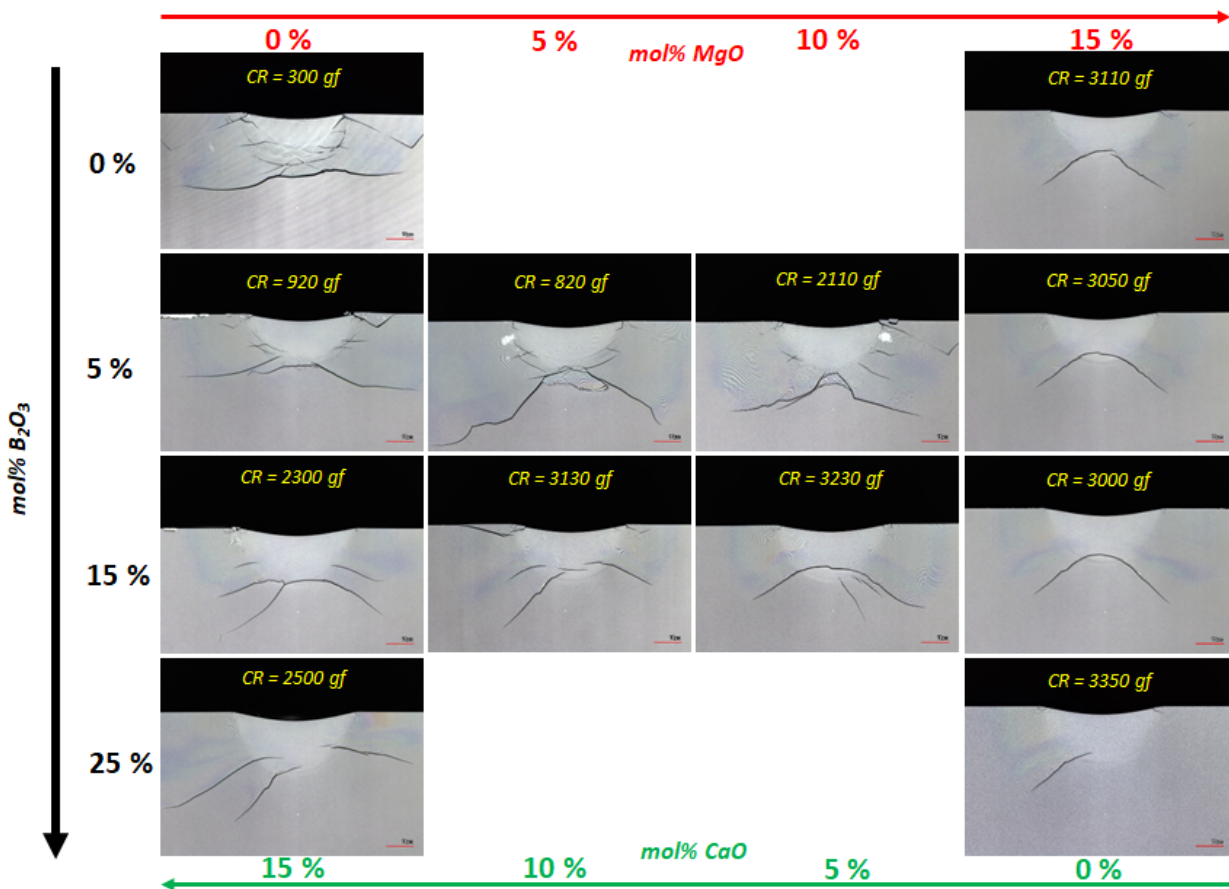 0 %
5 %
10 %
15 %
mol% MgO
CR = 300 gf
CR = 3110 gf
0 %
CR = 920 gf
CR = 820 gf
CR = 2110 gf
CR = 3050 gf
5 %
mol% B₂O₃
CR = 2300 gf
CR = 3130 gf
CR = 3230 gf
CR = 3000 gf
15 %
CR = 2500 gf
CR = 3350 gf
25 %
mol% CaO
15 %
10 %
5 %
0 %